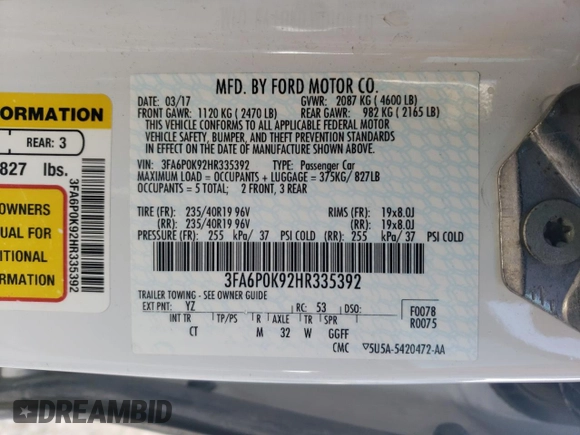 FORMATION
REAR: 3
827 lbs.
OWNERS
UAL FOR
ITIONAL
ORMATION
3FA6P0K92HR335392
MFD. BY FORD MOTOR CO.
DATE: 03/17 GVWR: 2087 KG ( 4600 LB)
FRONT GAWR: 1120 KG ( 2470 LB) REAR GAWR: 982 KG ( 2165 LB)
THIS VEHICLE CONFORMS TO ALL APPLICABLE FEDERAL MOTOR
VEHICLE SAFETY, BUMPER, AND THEFT PREVENTION STANDARDS
IN EFFECT ON THE DATE OF MANUFACTURE SHOWN ABOVE.
VIN: 3FA6P0K92HR335392 TYPE: Passenger Car
MAXIMUM LOAD = OCCUPANTS + LUGGAGE = 375KG/ 827LB
OCCUPANTS = 5 TOTAL; 2 FRONT, 3 REAR
TIRE (FR): 235/40R19 96V RIMS (FR): 19x8.0J
(RR): 235/40R19 96V (RR): 19x8.0J
PRESSURE (FR): 255 kPa/ 37 PSI COLD (RR): 255 kPa/ 37 PSI COLD
3FA6P0K92HR335392
TRAILER TOWING - SEE OWNER GUIDE
EXT PNT: YZ RC: 53 DSO: F0078
INT TR TP/PS R AXLE TR SPR R0075
CT M 32 W GGFF
CMC ▽5U5A-5420472-AA
DREAMBID